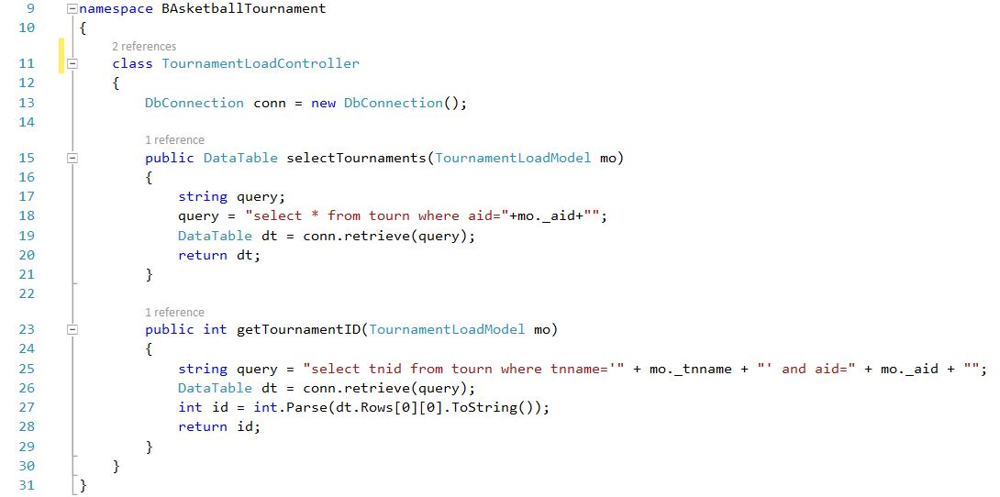 9 namespace BAsketballTournament
10 {
2 references
11 class TournamentLoadController
12 {
13 DbConnection conn = new DbConnection();
14
1 reference
15 public DataTable selectTournaments(TournamentLoadModel mo)
16 {
17 string query;
18 query = "select * from tourn where aid="+mo._aid+"";
19 DataTable dt = conn.retrieve(query);
20 return dt;
21 }
22
1 reference
23 public int getTournamentID(TournamentLoadModel mo)
24 {
25 string query = "select tnid from tourn where tnname='" + mo._tnname + "' and aid=" + mo._aid + "";
26 DataTable dt = conn.retrieve(query);
27 int id = int.Parse(dt.Rows[0][0].ToString());
28 return id;
29 }
30 }
31 }